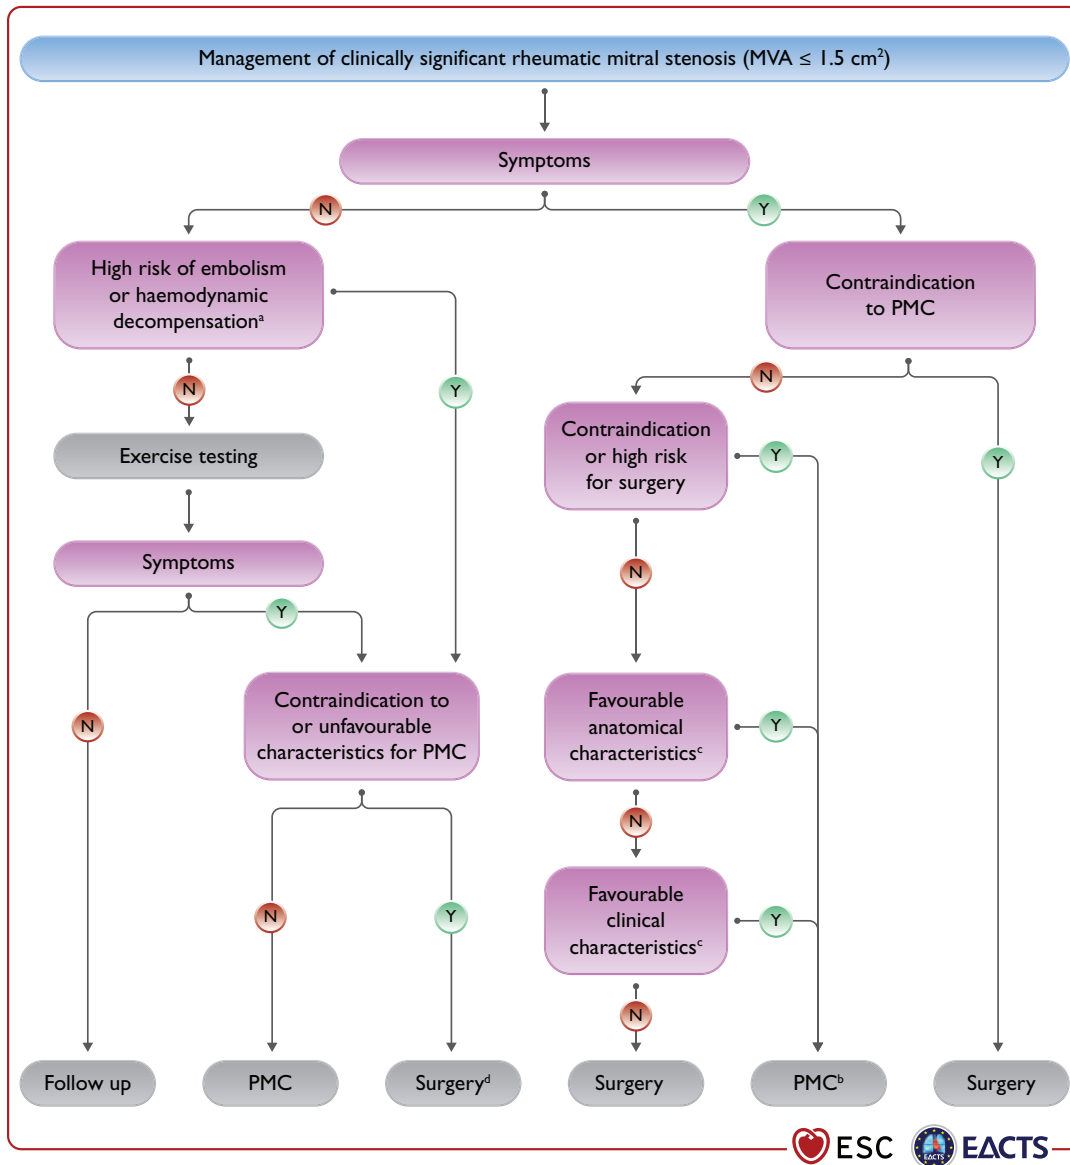 Management of clinically significant rheumatic mitral stenosis (MVA ≤ 1.5 cm²)
Symptoms
N
Y
High risk of embolism
or haemodynamic
decompensationᵃ
Contraindication
to PMC
N
Y
N
Y
Exercise testing
Contraindication
or high risk
for surgery
Y
Symptoms
N
Y
N
Contraindication to
or unfavourable
characteristics for PMC
Favourable
anatomical
characteristicsᶜ
Y
N
N
Y
Favourable
clinical
characteristicsᶜ
Y
N
Follow up
PMC
Surgeryᵈ
Surgery
PMCᵇ
Surgery
ESC
EACTS
EΔCTS